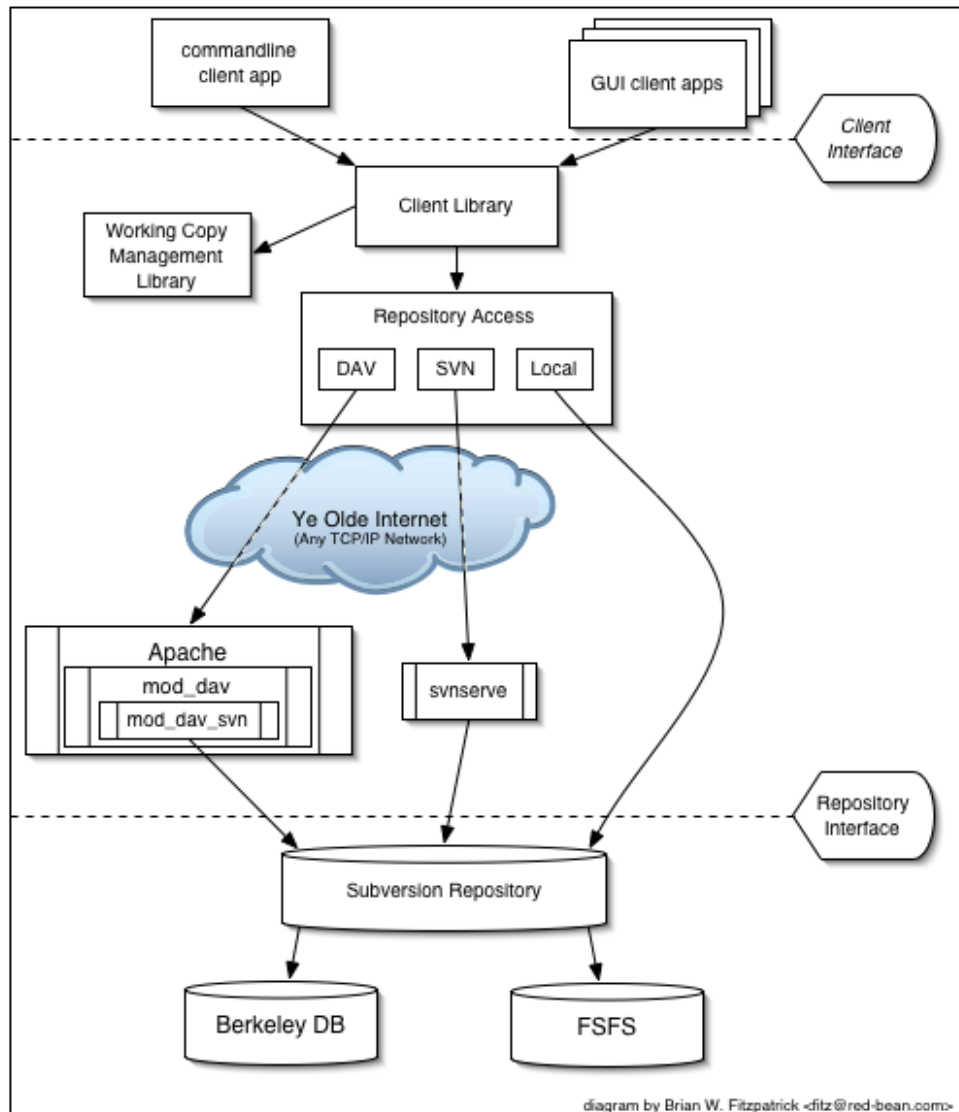 commandline
client app
GUI client apps
Client
Interface
Client Library
Working Copy
Management
Library
Repository Access
DAV
SVN
Local
Ye Olde Internet
(Any TCP/IP Network)
Apache
mod_dav
mod_dav_svn
svnserve
Repository
Interface
Subversion Repository
Berkeley DB
FSFS
diagram by Brian W. Fitzpatrick <fitz@red-bean.com>